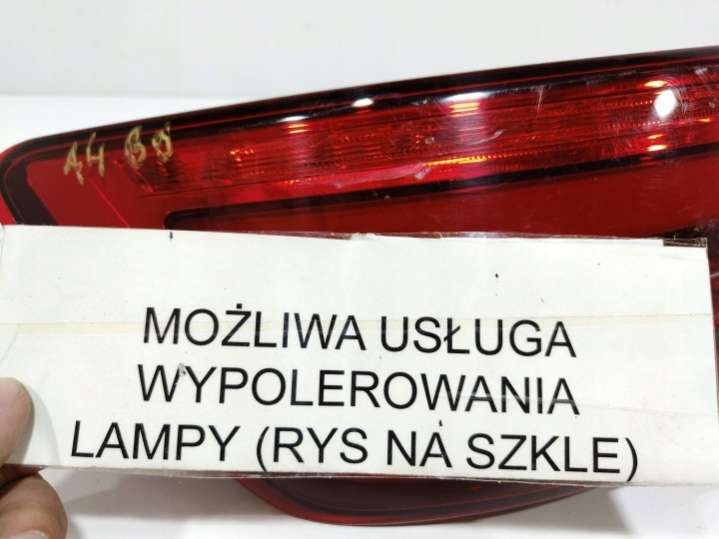 A4 B9
MOŻLIWA USŁUGA
WYPOLEROWANIA
LAMPY (RYS NA SZKLE)